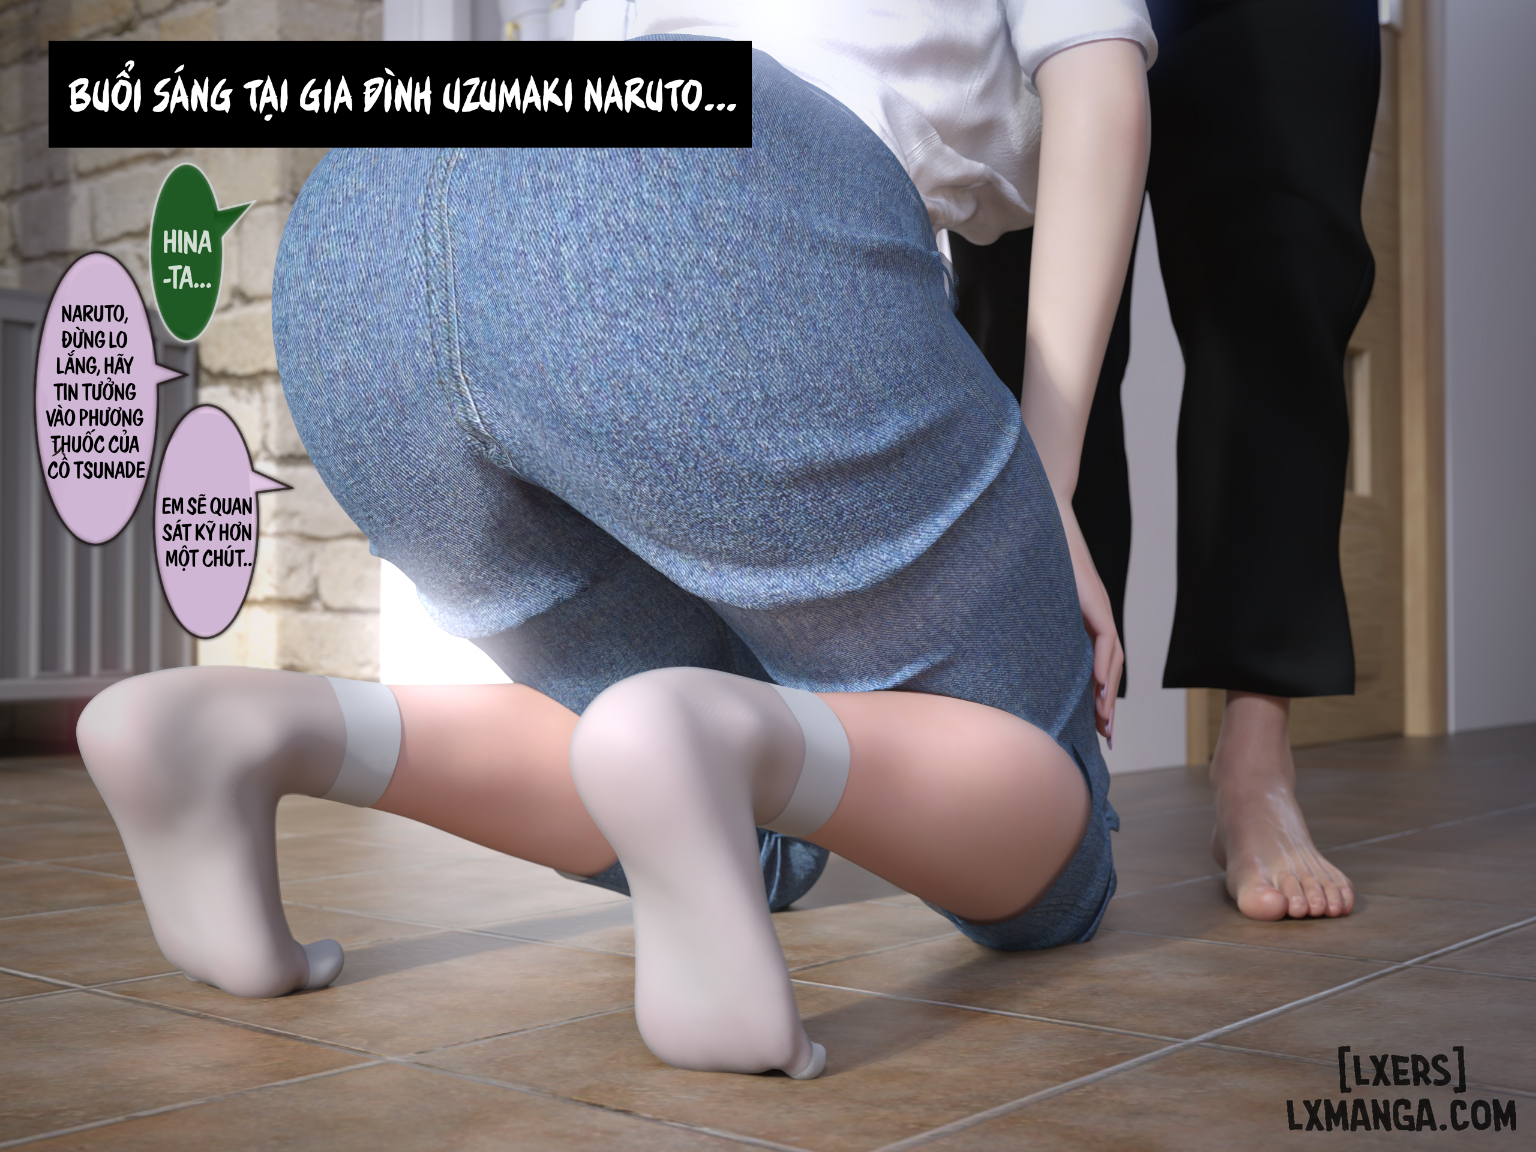 BUỔI SÁNG TẠI GIA ĐÌNH UZUMAKI NARUTO...
HINA
-TA...
NARUTO,
ĐỪNG LO
LẮNG, HÃY
TIN TƯỞNG
VÀO PHƯƠNG
THUỐC CỦA
CÔ TSUNADE
EM SẼ QUAN
SÁT KỸ HƠN
MỘT CHÚT..
[LXERS]
LXMANGA.COM